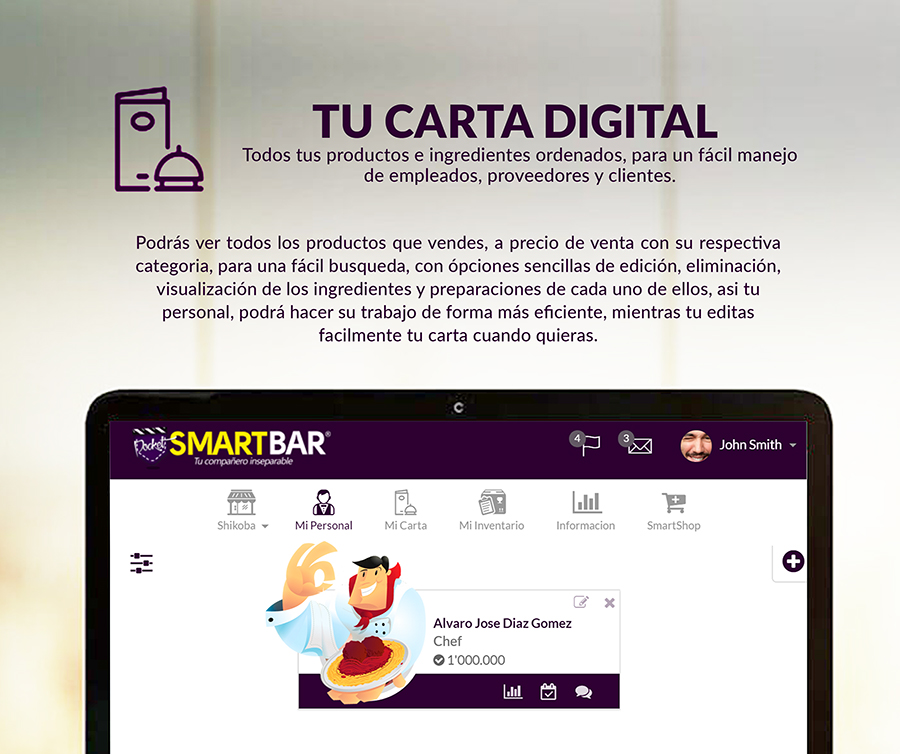 TU CARTA DIGITAL
Todos tus productos e ingredientes ordenados, para un fácil manejo
de empleados, proveedores y clientes.
Podrás ver todos los productos que vendes, a precio de venta con su respectiva
categoria, para una fácil busqueda, con ópciones sencillas de edición, eliminación,
visualización de los ingredientes y preparaciones de cada uno de ellos, asi tu
personal, podrá hacer su trabajo de forma más eficiente, mientras tu editas
facilmente tu carta cuando quieras.
Pocket SMARTBAR®
Tu compañero inseparable
4
3
John Smith
Shikoba
Mi Personal
Mi Carta
Mi Inventario
Informacion
SmartShop
Alvaro Jose Diaz Gomez
Chef
1'000.000